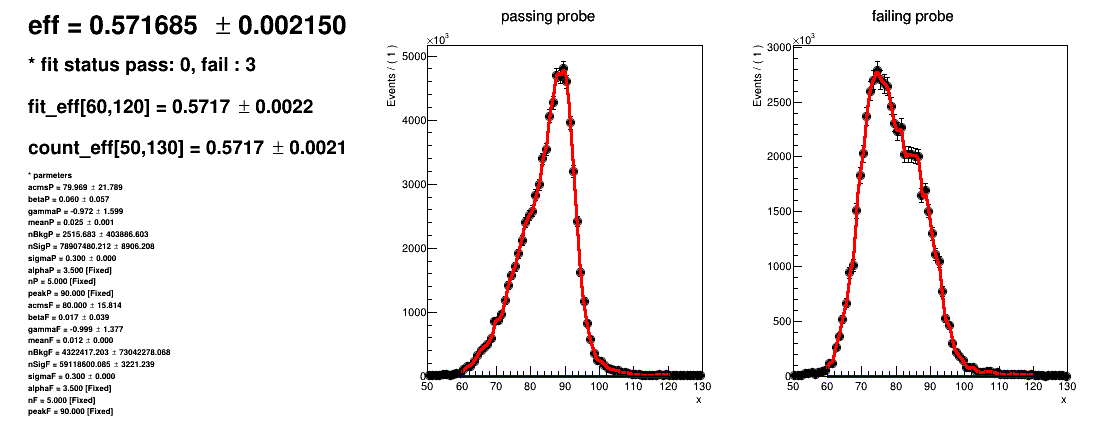 eff = 0.571685 ± 0.002150
* fit status pass: 0, fail : 3
fit_eff[60,120] = 0.5717 ± 0.0022
count_eff[50,130] = 0.5717 ± 0.0021
* parmeters
acmsP = 79.969 ± 21.789
betaP = 0.060 ± 0.057
gammaP = -0.972 ± 1.599
meanP = 0.025 ± 0.001
nBkgP = 2515.683 ± 403886.603
nSigP = 78907480.212 ± 8906.208
sigmaP = 0.300 ± 0.000
alphaP = 3.500 [Fixed]
nP = 5.000 [Fixed]
peakP = 90.000 [Fixed]
acmsF = 80.000 ± 15.814
betaF = 0.017 ± 0.039
gammaF = -0.999 ± 1.377
meanF = 0.012 ± 0.000
nBkgF = 4322417.203 ± 73042278.068
nSigF = 59118600.085 ± 3221.239
sigmaF = 0.300 ± 0.000
alphaF = 3.500 [Fixed]
nF = 5.000 [Fixed]
peakF = 90.000 [Fixed]
passing probe
×10³
Events / ( 1 )
5000
4000
3000
2000
1000
0
50 60 70 80 90 100 110 120 130
x
failing probe
×10³
Events / ( 1 )
3000
2500
2000
1500
1000
500
0
50 60 70 80 90 100 110 120 130
x